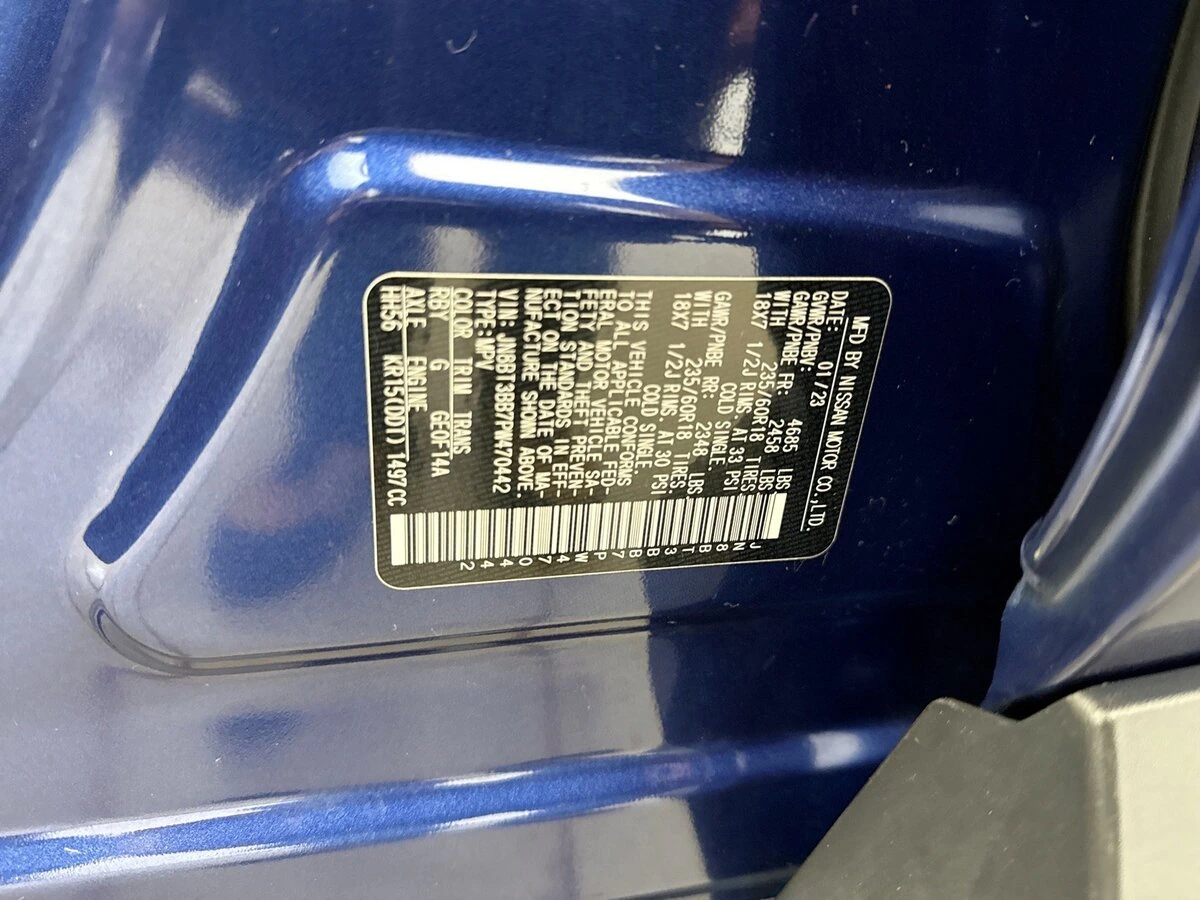 MFD BY NISSAN MOTOR CO.,LTD.
DATE: 01/23
GVWR/PNBV: 4685 LBS
GAWR/PNBE FR: 2458 LBS
WITH 235/60R18 TIRES
18X7 1/2J RIMS, AT 33 PSI
COLD SINGLE.
GAWR/PNBE RR: 2348 LBS
WITH 235/60R18 TIRES:
18X7 1/2J RIMS, AT 30 PSI
COLD SINGLE.
THIS VEHICLE CONFORMS
TO ALL APPLICABLE FED-
ERAL MOTOR VEHICLE SA-
FETY AND THEFT PREVEN-
TION STANDARDS IN EFF-
ECT ON THE DATE OF MA-
NUFACTURE SHOWN ABOVE.
VIN: JN8BT3BB7PW470442
TYPE:MPV
COLOR TRIM TRANS
RBY G GE0F14A
AXLE ENGINE
HH56 KR15(DDT) 1497CC
JN8BT3BB7PW470442